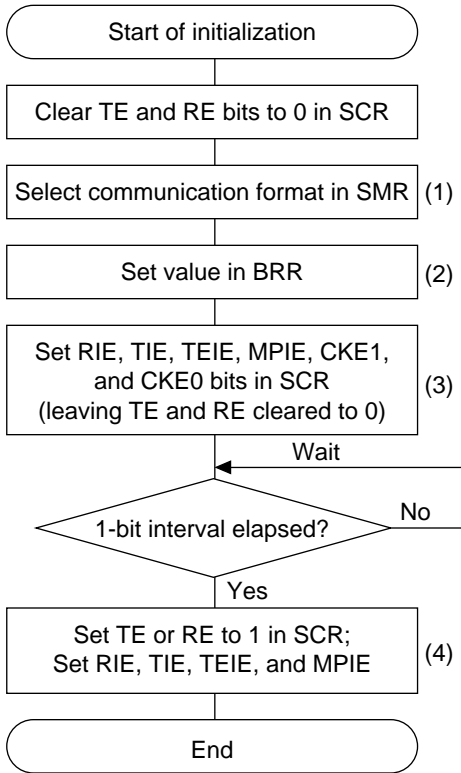 Start of initialization
Clear TE and RE bits to 0 in SCR
Select communication format in SMR (1)
Set value in BRR (2)
Set RIE, TIE, TEIE, MPIE, CKE1,
and CKE0 bits in SCR
(leaving TE and RE cleared to 0) (3)
Wait
1-bit interval elapsed? No
Yes
Set TE or RE to 1 in SCR;
Set RIE, TIE, TEIE, and MPIE (4)
End